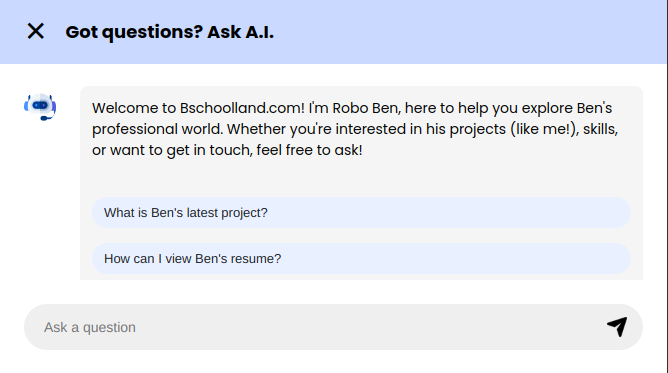 Got questions? Ask A.I.
Welcome to Bschoolland.com! I'm Robo Ben, here to help you explore Ben's
professional world. Whether you're interested in his projects (like me!), skills,
or want to get in touch, feel free to ask!
What is Ben's latest project?
How can I view Ben's resume?
Ask a question